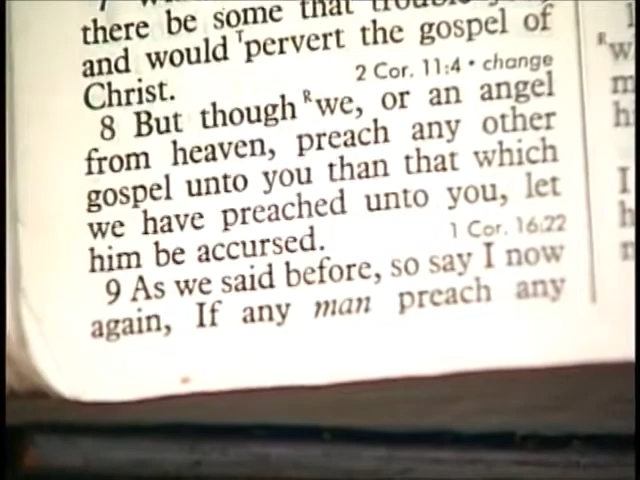 there be some that
and would ᵀpervert the gospel of
Christ. 2 Cor. 11:4 • change
8 But though ᴿwe, or an angel
from heaven, preach any other
gospel unto you than that which
we have preached unto you, let
him be accursed. 1 Cor. 16:22
9 As we said before, so say I now
again, If any man preach any